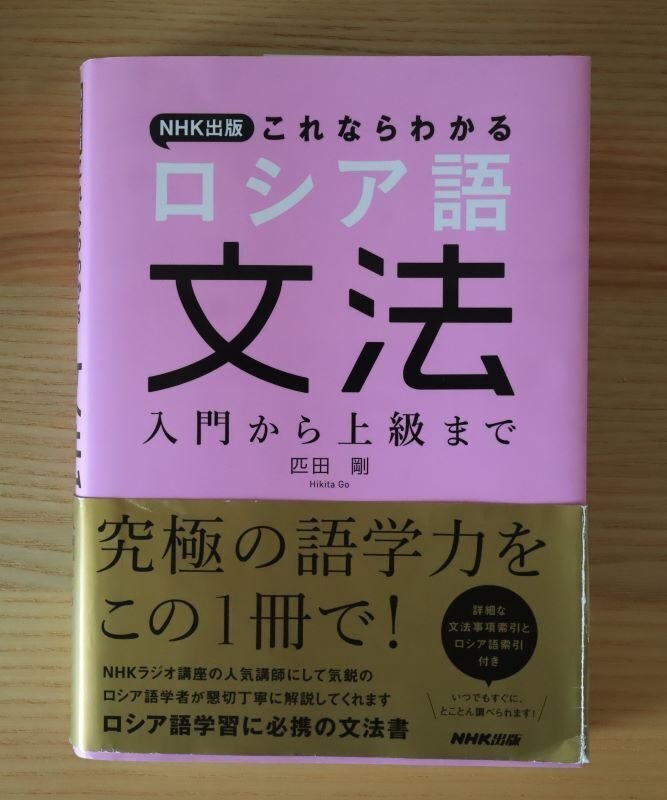 NHK出版 これならわかる
ロシア語
文法
入門から上級まで
匹田 剛
Hikita Go
究極の語学力を
この1冊で!
NHKラジオ講座の人気講師にして気鋭の
ロシア語学者が懇切丁寧に解説してくれます
ロシア語学習に必携の文法書
詳細な
文法事項索引と
ロシア語索引
付き
いつでもすぐに、
とことん調べられます!
NHK出版